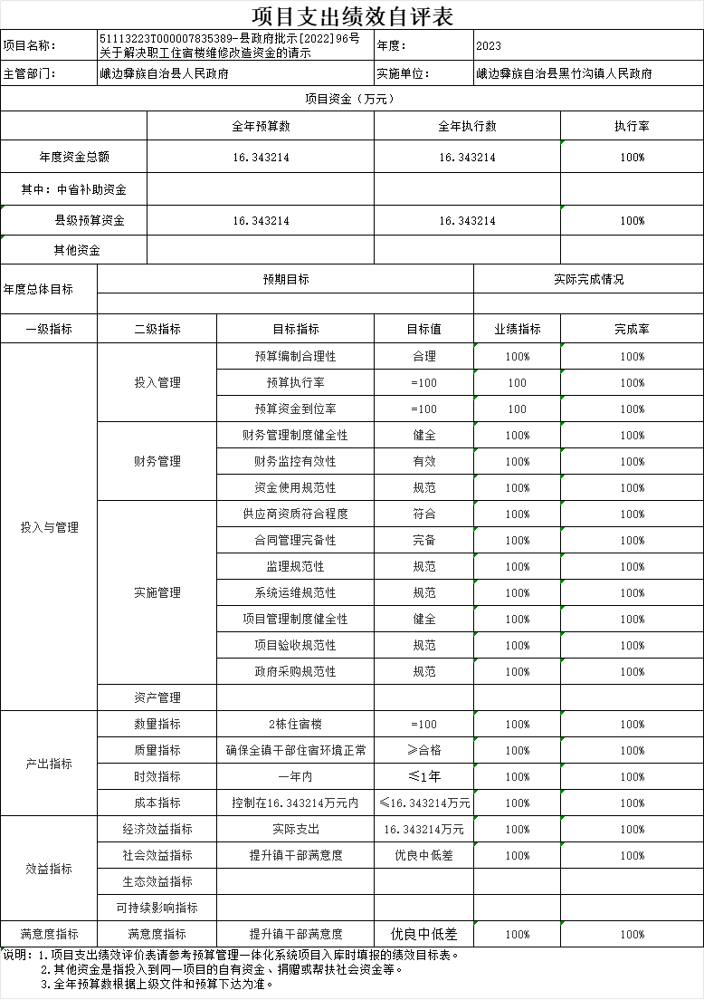 项目支出绩效自评表
项目名称： 51113223T000007835389-县政府批示[2022]96号关于解决职工住宿楼维修改造资金的请示 年度： 2023
主管部门： 峨边彝族自治县人民政府 实施单位： 峨边彝族自治县黑竹沟镇人民政府
项目资金（万元）
全年预算数 全年执行数 执行率
年度资金总额 16.343214 16.343214 100%
其中：中省补助资金
县级预算资金 16.343214 16.343214 100%
其他资金
年度总体目标 预期目标 实际完成情况
一级指标 二级指标 目标指标 目标值 业绩指标 完成率
投入与管理 投入管理 预算编制合理性 合理 100% 100%
预算执行率 =100 100 100%
预算资金到位率 =100 100 100%
财务管理 财务管理制度健全性 健全 100% 100%
财务监控有效性 有效 100% 100%
资金使用规范性 规范 100% 100%
实施管理 供应商资质符合程度 符合 100% 100%
合同管理完备性 完备 100% 100%
监理规范性 规范 100% 100%
系统运维规范性 规范 100% 100%
项目管理制度健全性 健全 100% 100%
项目验收规范性 规范 100% 100%
政府采购规范性 规范 100% 100%
资产管理
产出指标 数量指标 2栋住宿楼 =100 100% 100%
质量指标 确保全镇干部住宿环境正常 ≥合格 100% 100%
时效指标 一年内 ≤1年 100% 100%
成本指标 控制在16.343214万元内 ≤16.343214万元 100% 100%
效益指标 经济效益指标 实际支出 16.343214万元 100% 100%
社会效益指标 提升镇干部满意度 优良中低差 100% 100%
生态效益指标
可持续影响指标
满意度指标 满意度指标 提升镇干部满意度 优良中低差 100% 100%
说明：1.项目支出绩效评价表请参考预算管理一体化系统项目入库时填报的绩效目标表。
2.其他资金是指投入到同一项目的自有资金、捐赠或帮扶社会资金等。
3.全年预算数根据上级文件和预算下达为准。